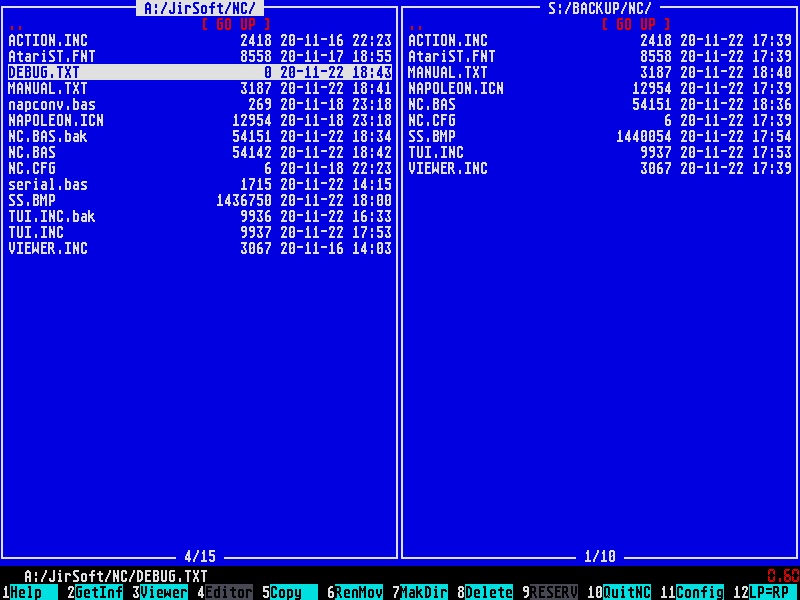 A:/JirSoft/NC/
.. [ GO UP ]
ACTION.INC 2418 20-11-16 22:23
AtariST.FNT 8558 20-11-17 18:55
DEBUG.TXT 0 20-11-22 18:43
MANUAL.TXT 3187 20-11-22 18:41
napconv.bas 269 20-11-18 23:18
NAPOLEON.ICN 12954 20-11-18 23:18
NC.BAS.bak 54151 20-11-22 18:34
NC.BAS 54142 20-11-22 18:42
NC.CFG 6 20-11-18 22:23
serial.bas 1715 20-11-22 14:15
SS.BMP 1436750 20-11-22 18:00
TUI.INC.bak 9936 20-11-22 16:33
TUI.INC 9937 20-11-22 17:53
VIEWER.INC 3067 20-11-16 14:03
4/15
S:/BACKUP/NC/
.. [ GO UP ]
ACTION.INC 2418 20-11-22 17:39
AtariST.FNT 8558 20-11-22 17:39
MANUAL.TXT 3187 20-11-22 18:40
NAPOLEON.ICN 12954 20-11-22 17:39
NC.BAS 54151 20-11-22 18:36
NC.CFG 6 20-11-22 17:39
SS.BMP 1440054 20-11-22 17:54
TUI.INC 9937 20-11-22 17:53
VIEWER.INC 3067 20-11-22 17:39
1/10
A:/JirSoft/NC/DEBUG.TXT 0.60
1Help 2GetInf 3Viewer 4Editor 5Copy 6RenMov 7MakDir 8Delete 9RESERV 10QuitNC 11Config 12LP=RP